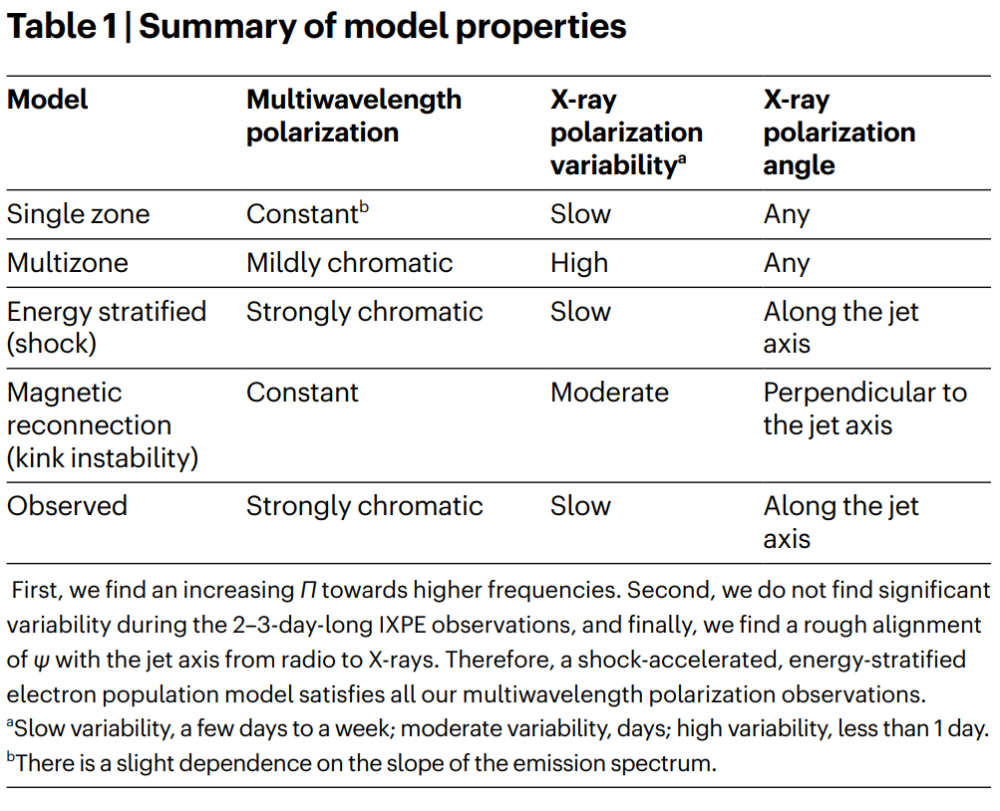 Table 1 | Summary of model properties
Model Multiwavelength polarization X-ray polarization variabilityᵃ X-ray polarization angle
Single zone Constantᵇ Slow Any
Multizone Mildly chromatic High Any
Energy stratified (shock) Strongly chromatic Slow Along the jet axis
Magnetic reconnection (kink instability) Constant Moderate Perpendicular to the jet axis
Observed Strongly chromatic Slow Along the jet axis
First, we find an increasing Π towards higher frequencies. Second, we do not find significant
variability during the 2–3-day-long IXPE observations, and finally, we find a rough alignment
of ψ with the jet axis from radio to X-rays. Therefore, a shock-accelerated, energy-stratified
electron population model satisfies all our multiwavelength polarization observations.
ᵃSlow variability, a few days to a week; moderate variability, days; high variability, less than 1 day.
ᵇThere is a slight dependence on the slope of the emission spectrum.